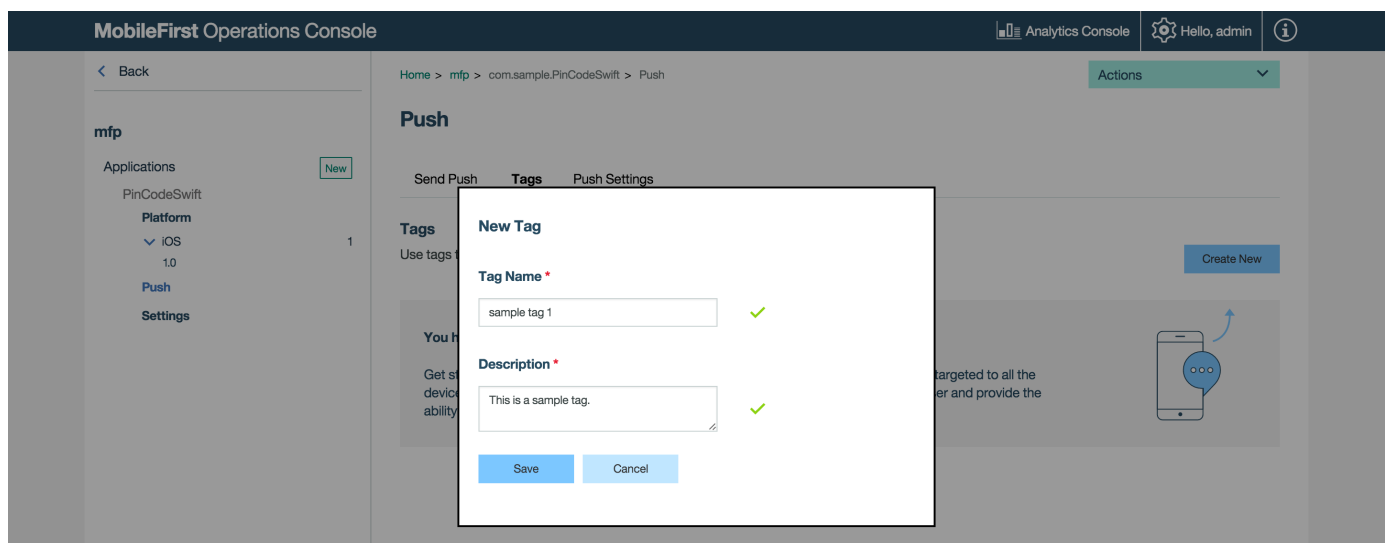 MobileFirst Operations Console
Analytics Console
Hello, admin
Back
Home > mfp > com.sample.PinCodeSwift > Push
Actions
Push
mfp
Applications
New
PinCodeSwift
Platform
iOS
1
1.0
Push
Settings
Send Push
Tags
Push Settings
Tags
Use tags
Create New
You
Get
targeted to all the
and provide the
ability
New Tag
Tag Name *
sample tag 1
Description *
This is a sample tag.
Save
Cancel